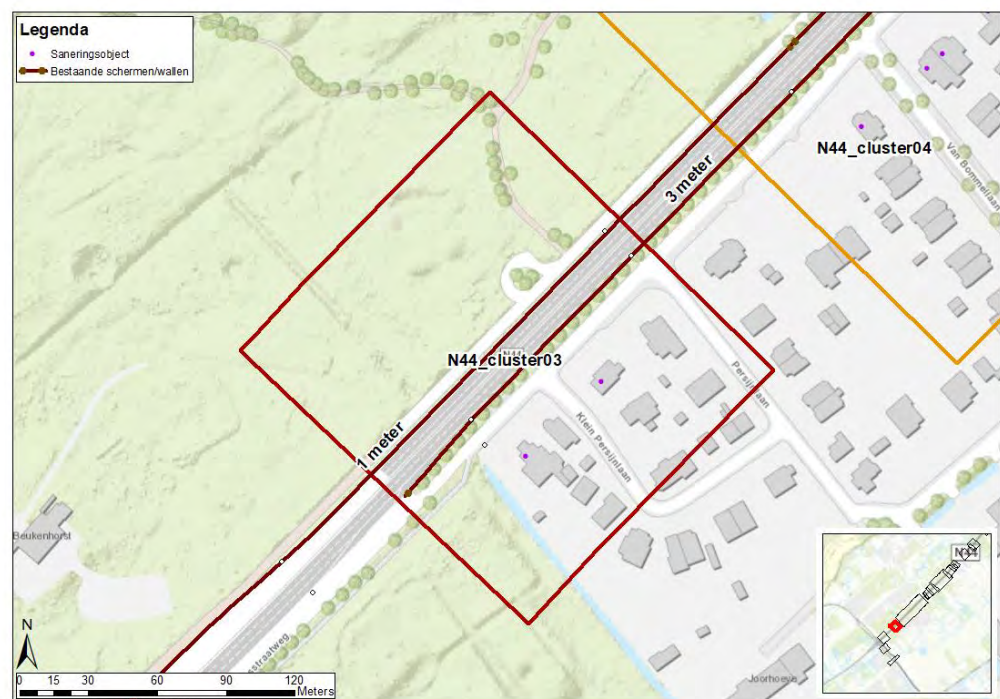 Legenda
Saneringsobject
Bestaande schermen/wallen
N44_cluster04
Van Bommellaan
3 meter
N44_cluster03
Persijnlaan
Klein Persijnlaan
1 meter
Beukenhorst
N44
N
Joorhoeve
0 15 30 60 90 120
Meters